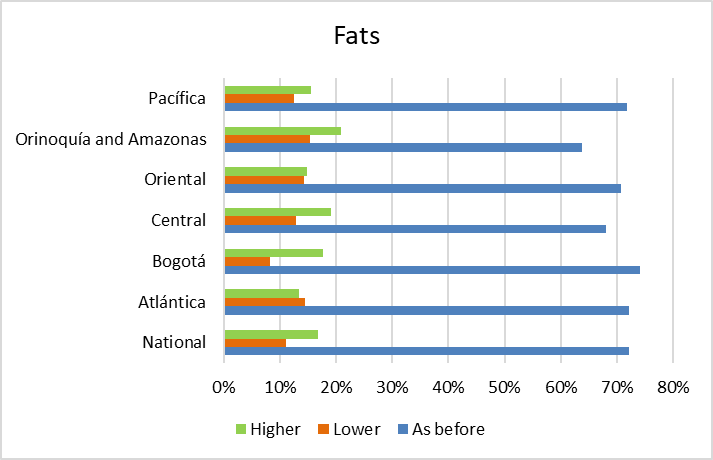 Fats
Pacífica
Orinoquía and Amazonas
Oriental
Central
Bogotá
Atlántica
National
0% 10% 20% 30% 40% 50% 60% 70% 80%
Higher Lower As before